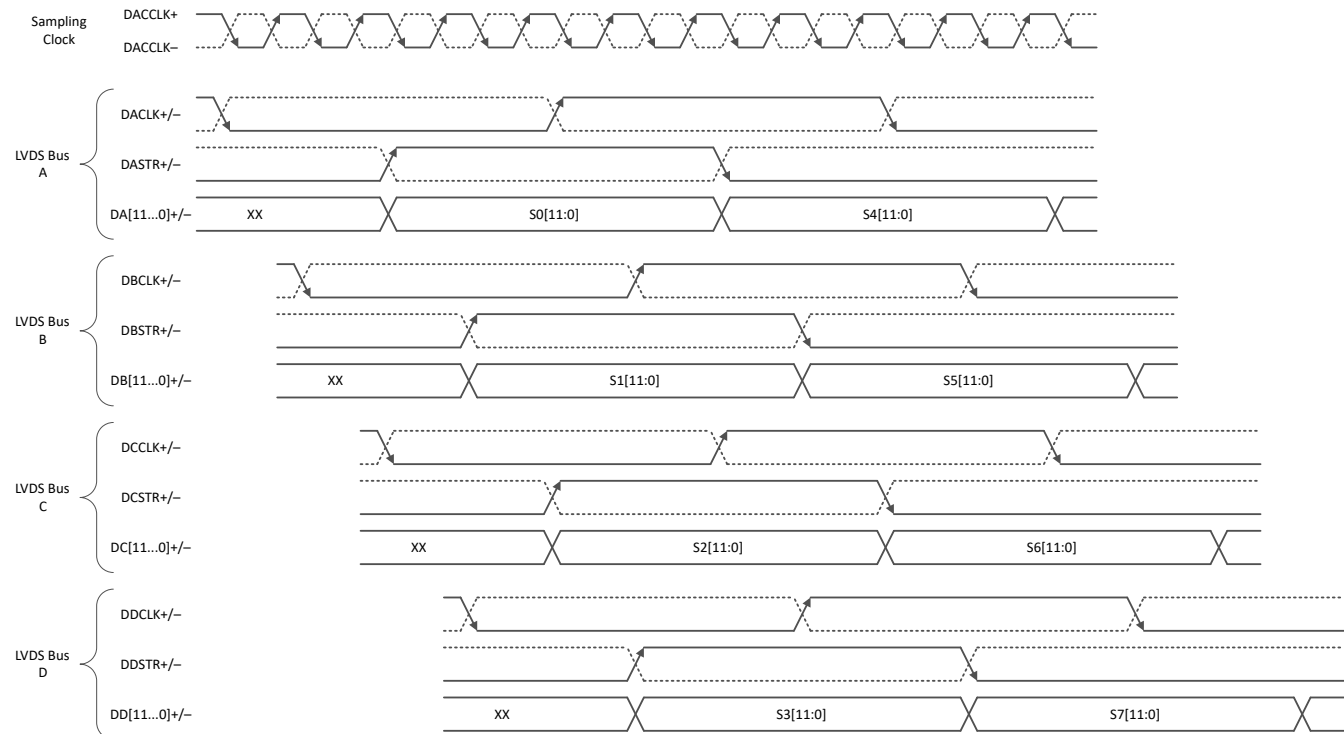 Sampling
Clock
DACCLK+
DACCLK–
LVDS Bus
A
DACLK+/–
DASTR+/–
DA[11...0]+/–
XX
S0[11:0]
S4[11:0]
LVDS Bus
B
DBCLK+/–
DBSTR+/–
DB[11...0]+/–
XX
S1[11:0]
S5[11:0]
LVDS Bus
C
DCCLK+/–
DCSTR+/–
DC[11...0]+/–
XX
S2[11:0]
S6[11:0]
LVDS Bus
D
DDCLK+/–
DDSTR+/–
DD[11...0]+/–
XX
S3[11:0]
S7[11:0]